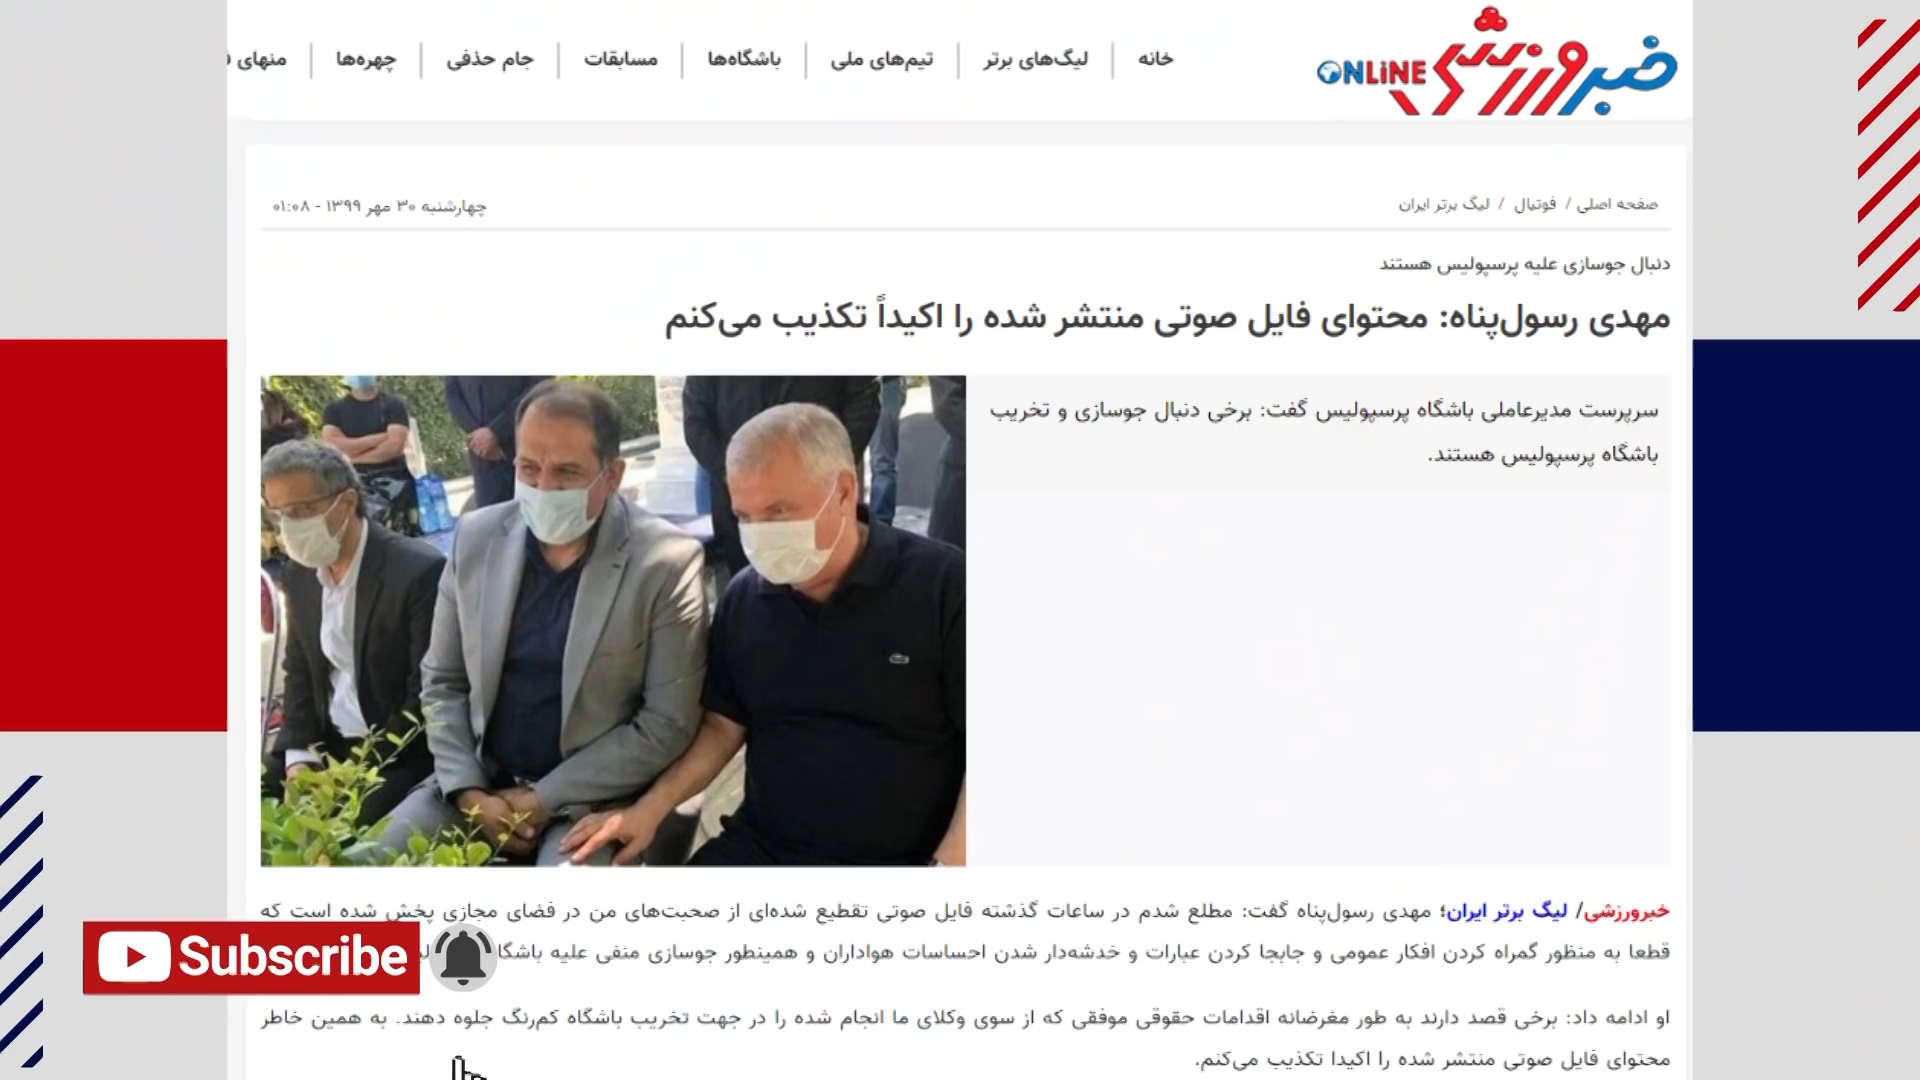 خبرورزشی ONLiNE
خانه
لیگ‌های برتر
تیم‌های ملی
باشگاه‌ها
مسابقات
جام حذفی
چهره‌ها
منهای
صفحه اصلی / فوتبال / لیگ برتر ایران
چهارشنبه ۳۰ مهر ۱۳۹۹ - ۰۱:۰۸
دنبال جوسازی علیه پرسپولیس هستند
مهدی رسول‌پناه: محتوای فایل صوتی منتشر شده را اکیداً تکذیب می‌کنم
سرپرست مدیرعاملی باشگاه پرسپولیس گفت: برخی دنبال جوسازی و تخریب
باشگاه پرسپولیس هستند.
خبرورزشی/ لیگ برتر ایران؛ مهدی رسول‌پناه گفت: مطلع شدم در ساعات گذشته فایل صوتی تقطیع شده‌ای از صحبت‌های من در فضای مجازی پخش شده است که
قطعا به منظور گمراه کردن افکار عمومی و جابجا کردن عبارات و خدشه‌دار شدن احساسات هواداران و همینطور جوسازی منفی علیه
او ادامه داد: برخی قصد دارند به طور مغرضانه اقدامات حقوقی موفقی که از سوی وکلای ما انجام شده را در جهت تخریب باشگاه کم‌رنگ جلوه دهند. به همین خاطر
محتوای فایل صوتی منتشر شده را اکیدا تکذیب می‌کنم.
Subscribe